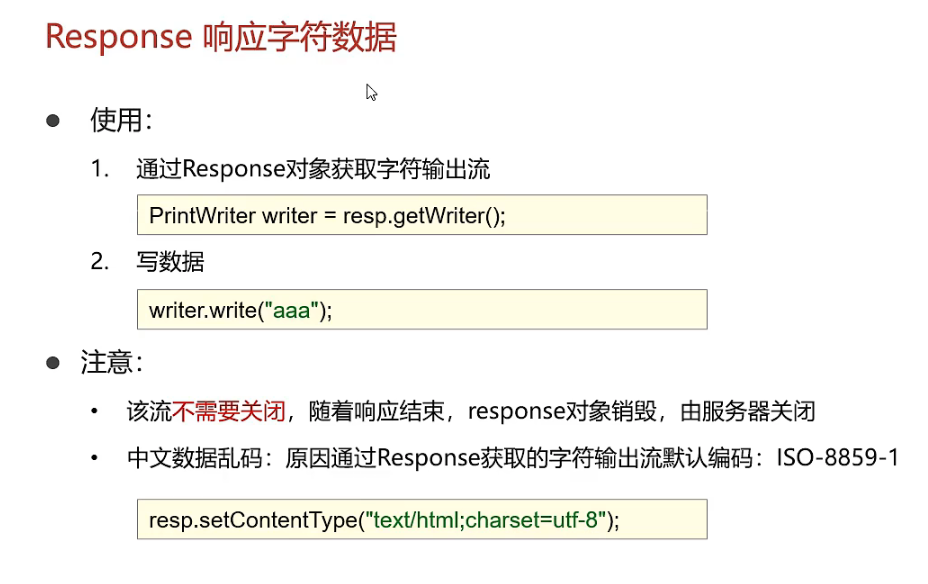 Response 响应字符数据
● 使用：
1. 通过Response对象获取字符输出流
PrintWriter writer = resp.getWriter();
2. 写数据
writer.write("aaa");
● 注意：
• 该流不需要关闭，随着响应结束，response对象销毁，由服务器关闭
• 中文数据乱码：原因通过Response获取的字符输出流默认编码：ISO-8859-1
resp.setContentType("text/html;charset=utf-8");